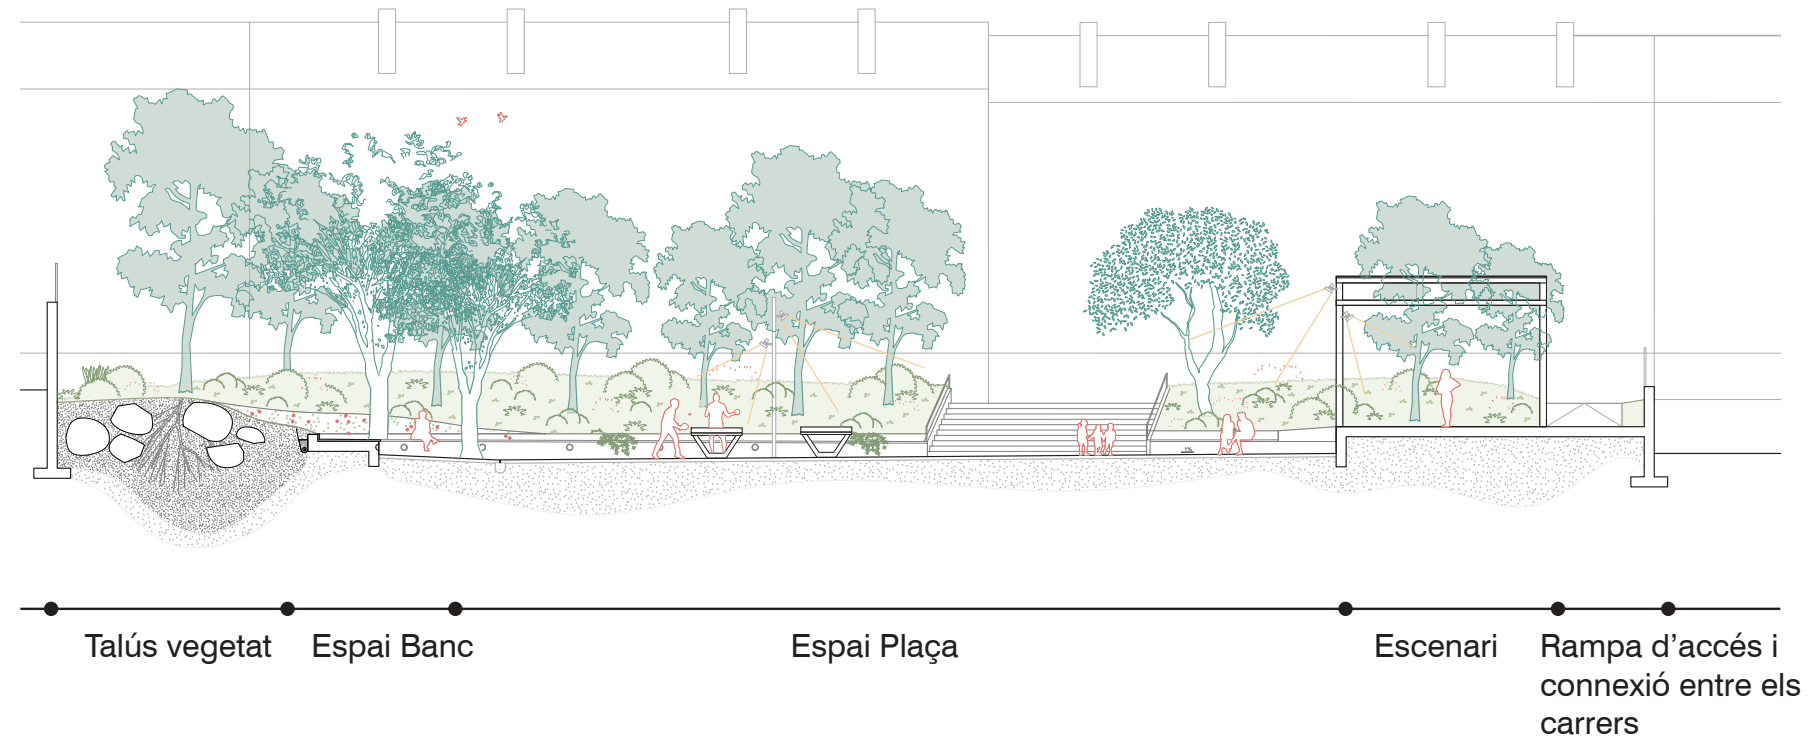 Talús vegetat
Espai Banc
Espai Plaça
Escenari
Rampa d’accés i
connexió entre els
carrers